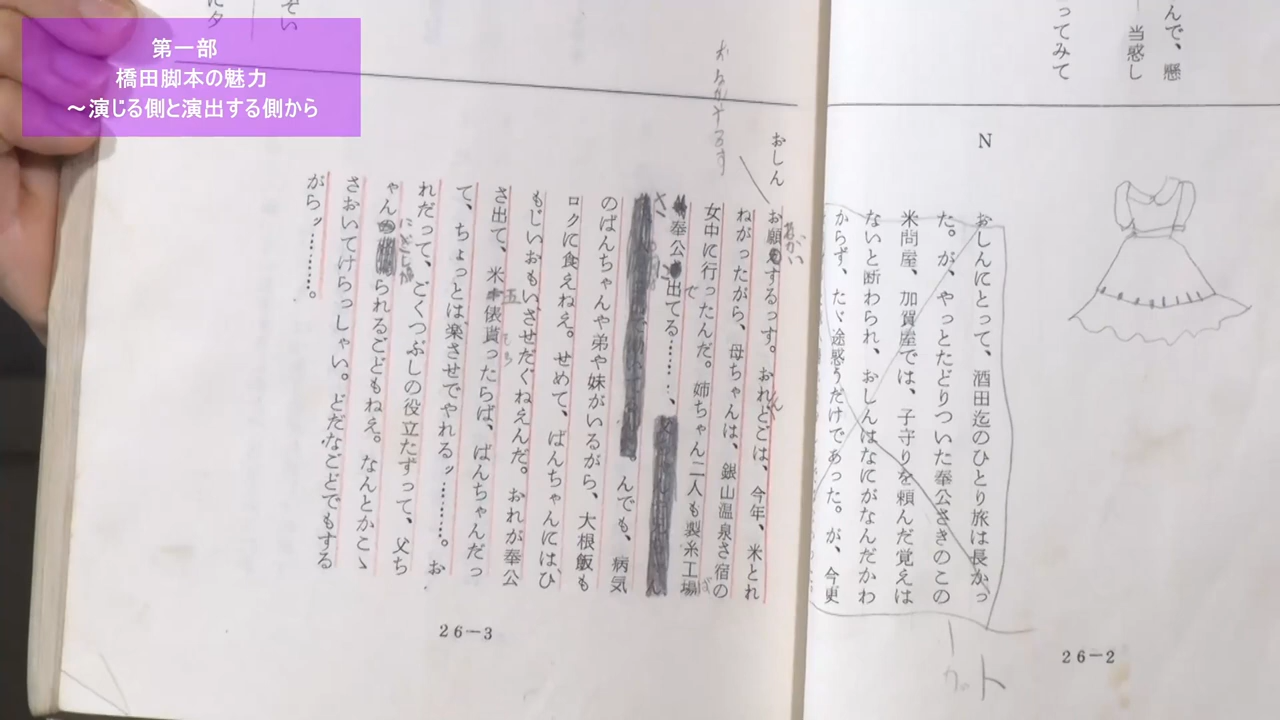 第一部
橋田脚本の魅力
～演じる側と演出する側から
んで、懸
当惑し
ってみて
N
おしんにとって、酒田迄のひとり旅は長かっ
た。が、やっとたどりついた奉公さきのこの
米問屋、加賀屋では、子守りを頼んだ覚えは
ないと断わられ、おしんはなにがなんだかわ
からず、たゞ途惑うだけであった。が、今更
カット
26－2
ぞい
にタ
おしん
お願えするっす。おれどごは、今年、米とれ
おねがい
ねがったがら、母ちゃんは、銀山温泉さ宿の
女中に行ったんだ。姉ちゃん二人も製糸工場
で
さ
奉公 出てる……、
。んでも、病気
のばんちゃんや弟や妹がいるがら、大根飯も
ロクに食えねえ。せめて、ばんちゃんにはひ
もじいおもいさせだぐねえんだ。おれが奉公
さ出て、米 俵貰ったらば、ばんちゃんだっ
五
て、ちょっとは楽させでやれるッ………。お
れだって、ごくつぶしの役立たずって、父ち
ゃん られるごどもねえ。なんとかこゝ
さおいてけらっしゃい。どだなごどでもする
がらッ………。
26－3